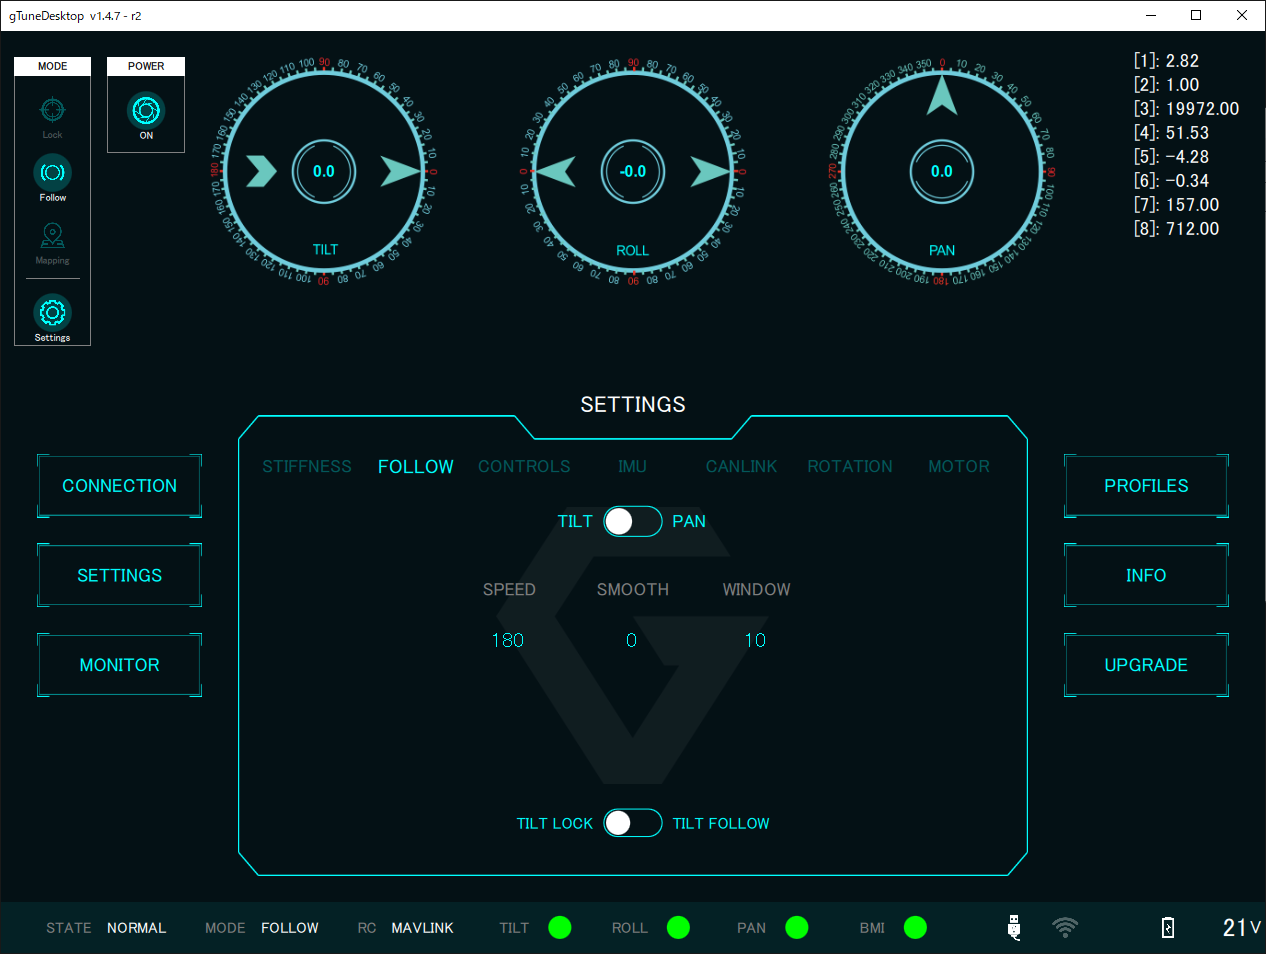 gTuneDesktop v1.4.7 - r2
MODE
Lock
Follow
Mapping
Settings
POWER
ON
0.0
TILT
-0.0
ROLL
0.0
PAN
[1]: 2.82
[2]: 1.00
[3]: 19972.00
[4]: 51.53
[5]: −4.28
[6]: −0.34
[7]: 157.00
[8]: 712.00
SETTINGS
CONNECTION
SETTINGS
MONITOR
STIFFNESS FOLLOW CONTROLS IMU CANLINK ROTATION MOTOR
TILT PAN
SPEED SMOOTH WINDOW
180 0 10
TILT LOCK TILT FOLLOW
PROFILES
INFO
UPGRADE
STATE NORMAL MODE FOLLOW RC MAVLINK TILT ROLL PAN BMI 21V